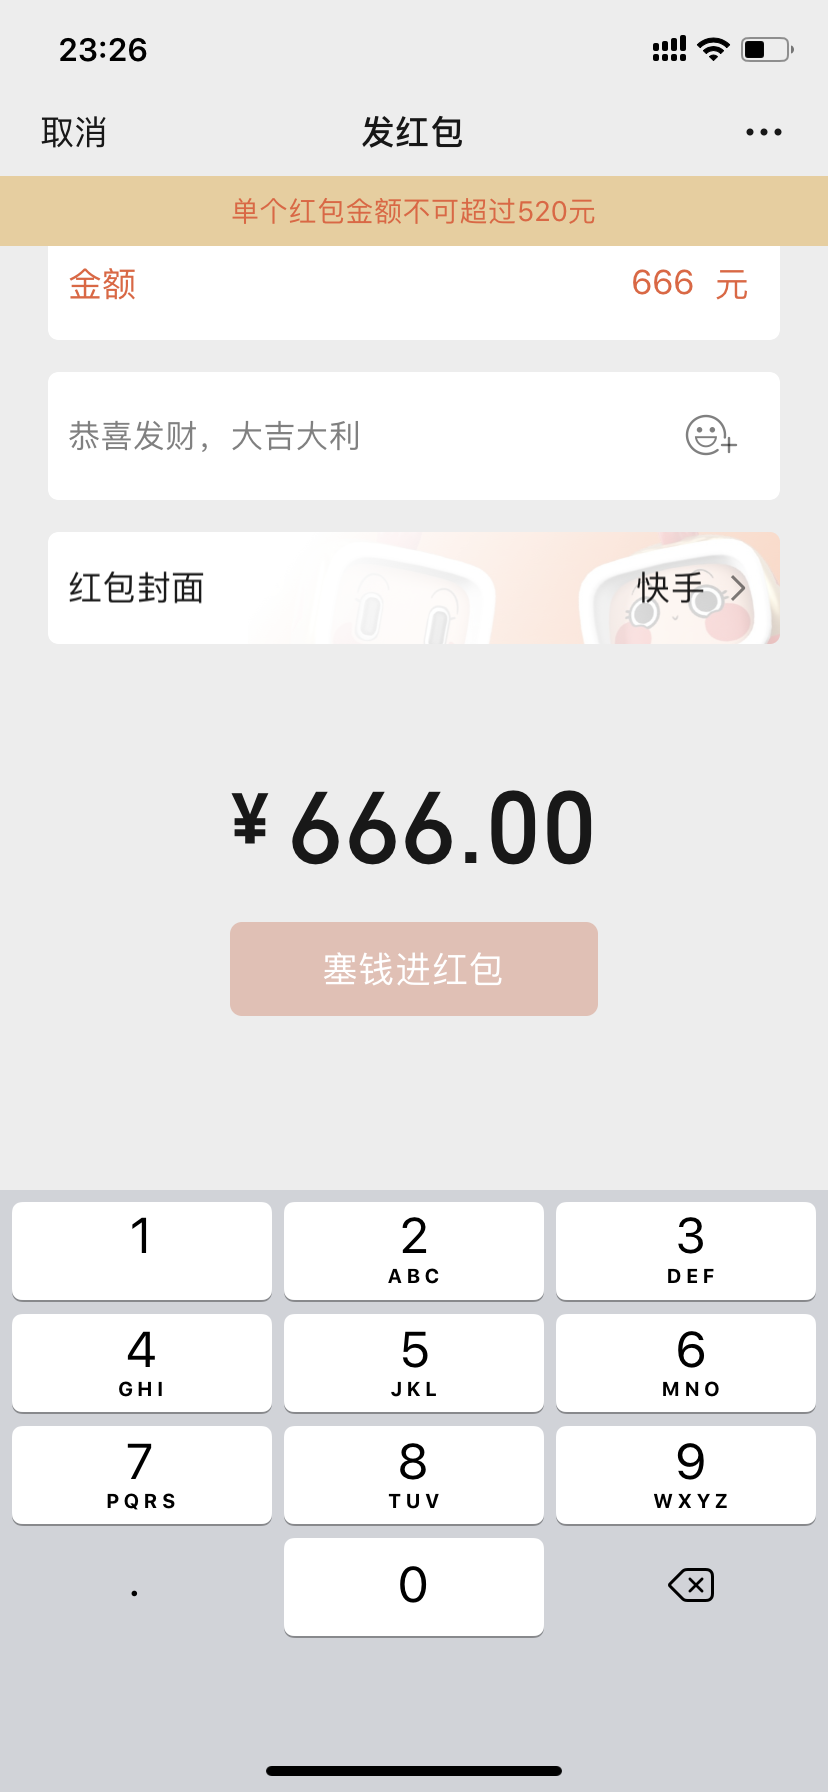 23:26
取消 发红包
单个红包金额不可超过520元
金额 666 元
恭喜发财，大吉大利
红包封面 快手
¥ 666.00
塞钱进红包
1 2 3
ABC DEF
4 5 6
GHI JKL MNO
7 8 9
PQRS TUV WXYZ
. 0